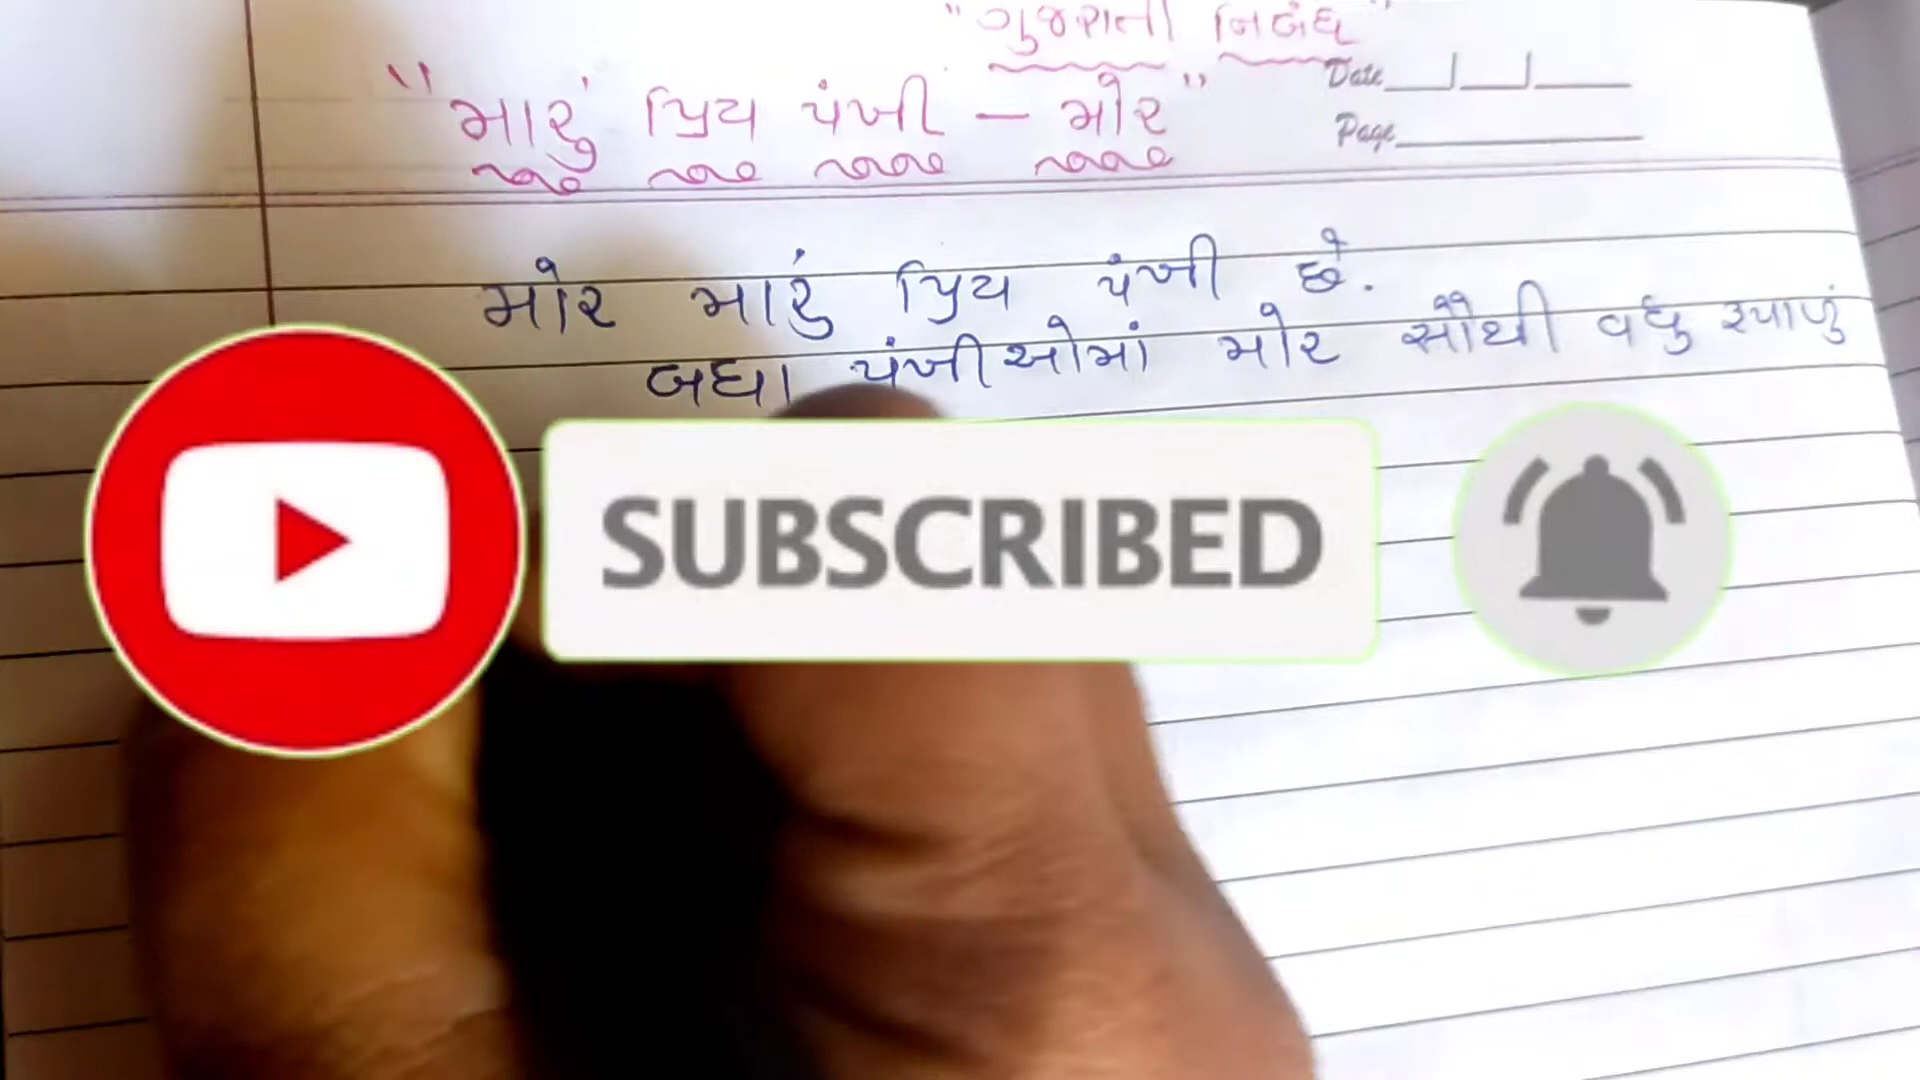 "ગુજરાતી નિબંધ"
"મારું પ્રિય પંખી – મોર"
Date
Page
મોર મારું પ્રિય પંખી છે.
બધા પંખીઓમાં મોર સૌથી વધુ રૂપાળું
SUBSCRIBED